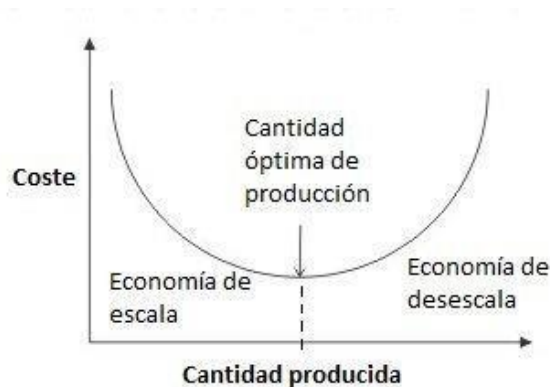 Cantidad
óptima de
producción
Coste
Economía de
escala
Economía de
desescala
Cantidad producida